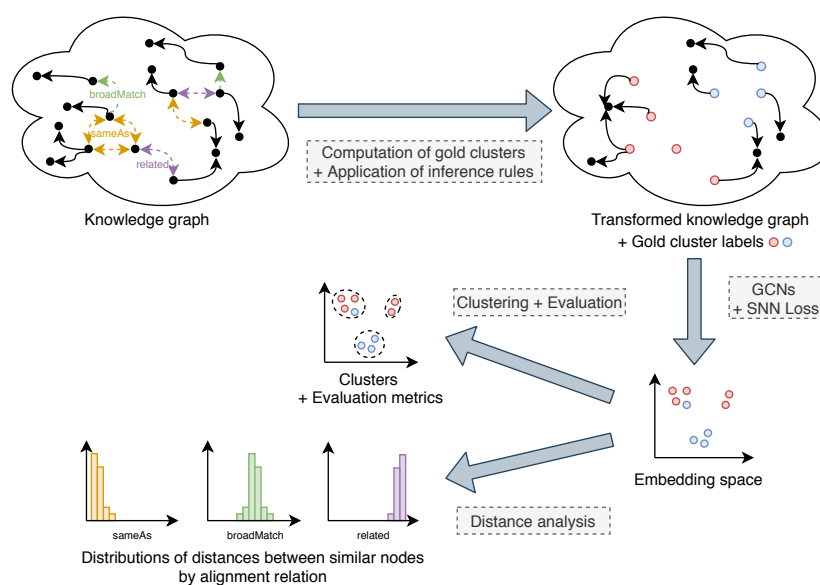 broadMatch
sameAs
related
Knowledge graph
Computation of gold clusters
+ Application of inference rules
Transformed knowledge graph
+ Gold cluster labels
GCNs
+ SNN Loss
Clustering + Evaluation
Clusters
+ Evaluation metrics
Embedding space
sameAs
broadMatch
related
Distance analysis
Distributions of distances between similar nodes
by alignment relation